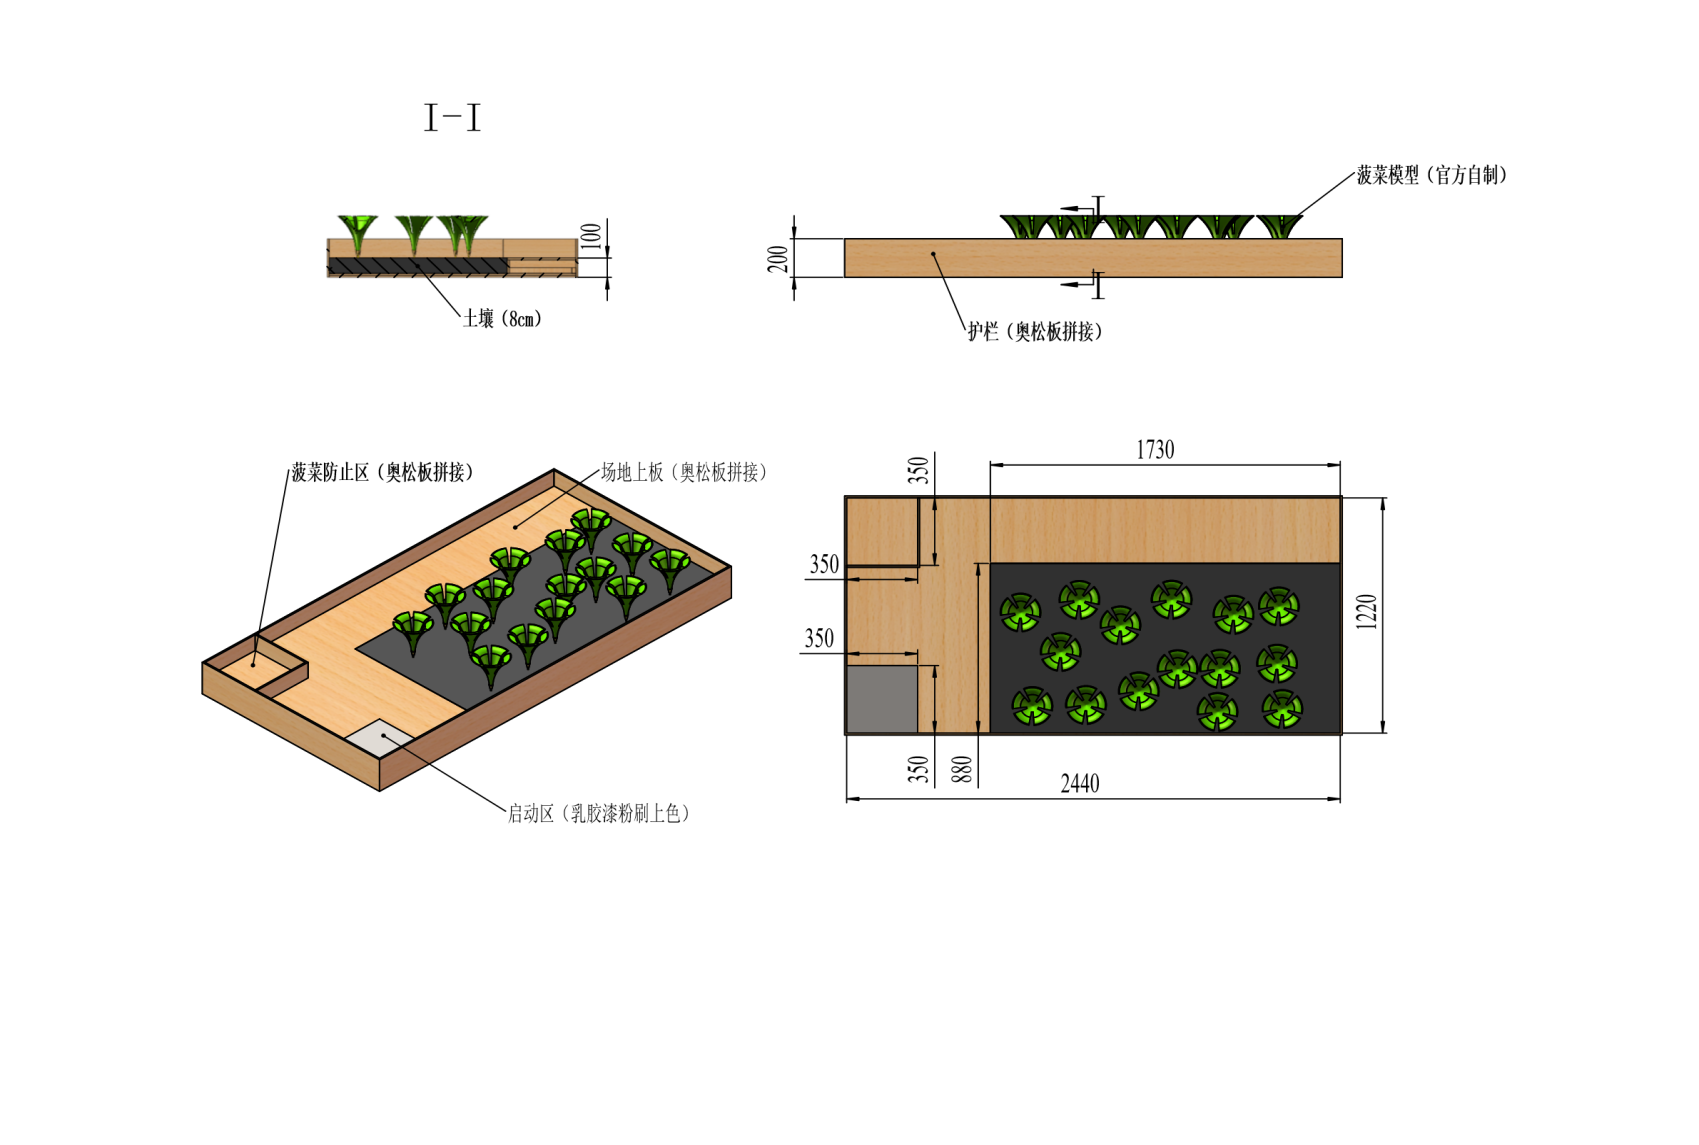 I-I
菠菜模型（官方自制）
I
100
200
I
土壤（8cm）
护栏（奥松板拼接）
1730
350
菠菜防止区（奥松板拼接）
场地上板（奥松板拼接）
350
1220
350
350
880
2440
启动区（乳胶漆粉刷上色）